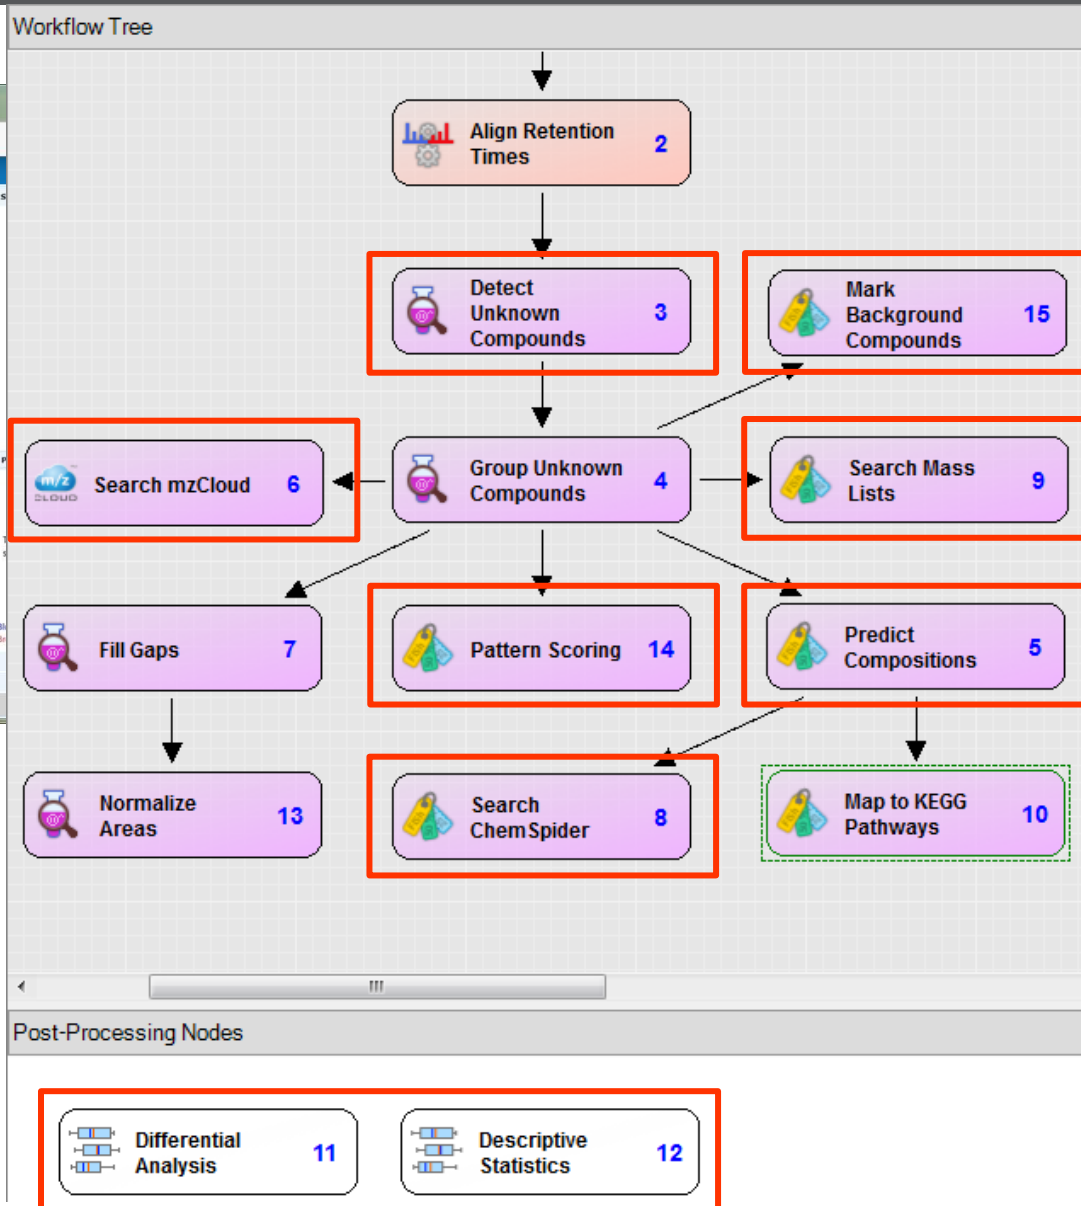 Workflow Tree
Align Retention
Times
2
Detect
Unknown
Compounds
3
Mark
Background
Compounds
15
m/z
CLOUD
Search mzCloud
6
Group Unknown
Compounds
4
Search Mass
Lists
9
Fill Gaps
7
Pattern Scoring
14
Predict
Compositions
5
Normalize
Areas
13
Search
ChemSpider
8
Map to KEGG
Pathways
10
Post-Processing Nodes
Differential
Analysis
11
Descriptive
Statistics
12